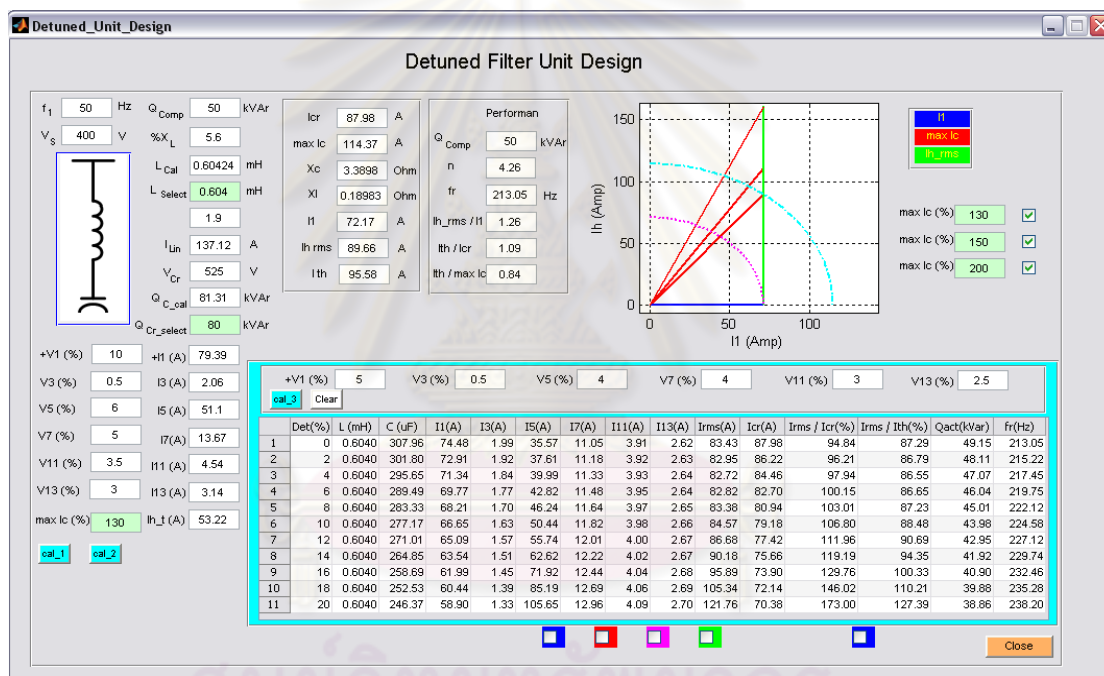 Detuned_Unit_Design
Detuned Filter Unit Design
f1 50 Hz
Vs 400 V
QComp 50 kVAr
%XL 5.6
LCal 0.60424 mH
LSelect 0.604 mH
1.9
ILin 137.12 A
VCr 525 V
QC_cal 81.31 kVAr
QCr_select 80 kVAr
Icr 87.98 A
max Ic 114.37 A
Xc 3.3898 Ohm
Xl 0.18983 Ohm
I1 72.17 A
Ih rms 89.66 A
I th 95.58 A
Performan
QComp 50 kVAr
n 4.26
fr 213.05 Hz
Ih_rms / I1 1.26
Ith / Icr 1.09
Ith / max Ic 0.84
Ih (Amp)
150
100
50
0
0 50 100
I1 (Amp)
I1
max Ic
Ih_rms
max Ic (%) 130
max Ic (%) 150
max Ic (%) 200
+V1 (%) 10 +I1 (A) 79.39
V3 (%) 0.5 I3 (A) 2.06
V5 (%) 6 I5 (A) 51.1
V7 (%) 5 I7(A) 13.67
V11 (%) 3.5 I11 (A) 4.54
V13 (%) 3 I13 (A) 3.14
max Ic (%) 130 Ih_t (A) 53.22
cal_1 cal_2
+V1 (%) 5 V3 (%) 0.5 V5 (%) 4 V7 (%) 4 V11 (%) 3 V13 (%) 2.5
cal_3 Clear
Det(%) L (mH) C (uF) I1(A) I3(A) I5(A) I7(A) I11(A) I13(A) Irms(A) Icr(A) Irms / Icr(%) Irms / Ith(%) Qact(kVar) fr(Hz)
1 0 0.6040 307.96 74.48 1.99 35.57 11.05 3.91 2.62 83.43 87.98 94.84 87.29 49.15 213.05
2 2 0.6040 301.80 72.91 1.92 37.61 11.18 3.92 2.63 82.95 86.22 96.21 86.79 48.11 215.22
3 4 0.6040 295.65 71.34 1.84 39.99 11.33 3.93 2.64 82.72 84.46 97.94 86.55 47.07 217.45
4 6 0.6040 289.49 69.77 1.77 42.82 11.48 3.95 2.64 82.82 82.70 100.15 86.65 46.04 219.75
5 8 0.6040 283.33 68.21 1.70 46.24 11.64 3.97 2.65 83.38 80.94 103.01 87.23 45.01 222.12
6 10 0.6040 277.17 66.65 1.63 50.44 11.82 3.98 2.66 84.57 79.18 106.80 88.48 43.98 224.58
7 12 0.6040 271.01 65.09 1.57 55.74 12.01 4.00 2.67 86.68 77.42 111.96 90.69 42.95 227.12
8 14 0.6040 264.85 63.54 1.51 62.62 12.22 4.02 2.67 90.18 75.66 119.19 94.35 41.92 229.74
9 16 0.6040 258.69 61.99 1.45 71.92 12.44 4.04 2.68 95.89 73.90 129.76 100.33 40.90 232.46
10 18 0.6040 252.53 60.44 1.39 85.19 12.69 4.06 2.69 105.34 72.14 146.02 110.21 39.88 235.28
11 20 0.6040 246.37 58.90 1.33 105.65 12.96 4.09 2.70 121.76 70.38 173.00 127.39 38.86 238.20
Close